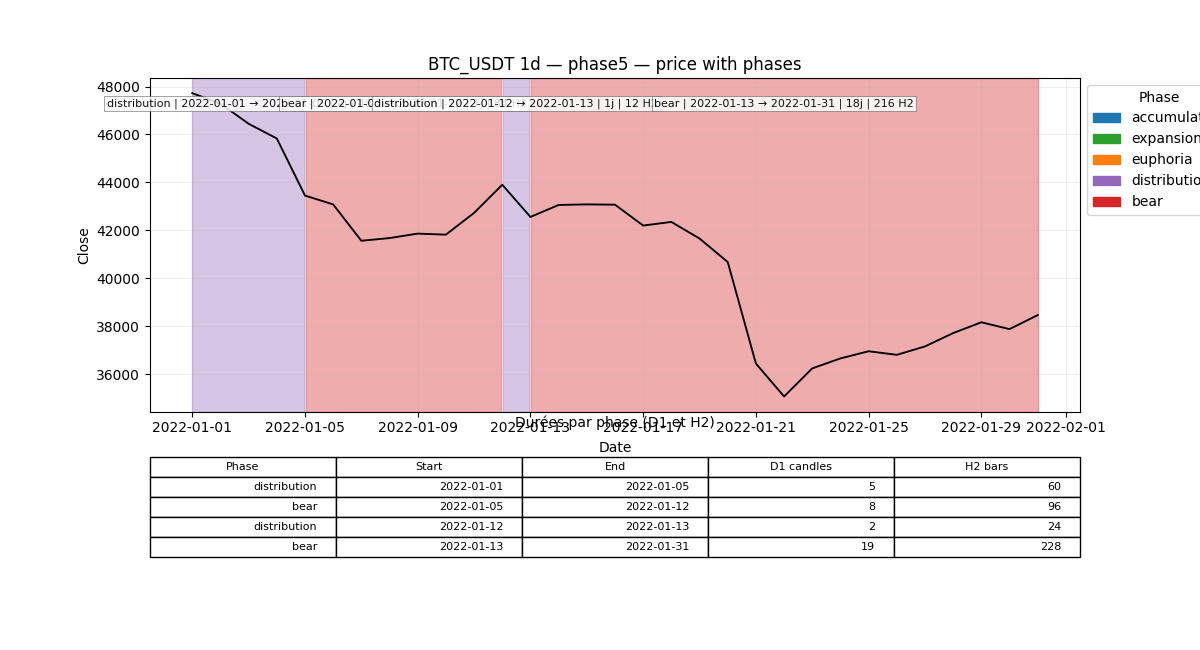 BTC_USDT 1d — phase5 — price with phases
48000
46000
44000
42000
40000
38000
36000
Close
distribution | 2022-01-01 →
bear |
distribution | 2022-01-12 → 2022-01-13 | 1j | 12
bear | 2022-01-13 → 2022-01-31 | 18j | 216 H2
Phase
accumulat
expansion
euphoria
distributio
bear
2022-01-01 2022-01-05 2022-01-09 2022-01-13 2022-01-17 2022-01-21 2022-01-25 2022-01-29 2022-02-01
Durées par phase (D1 et H2)
Date
Phase Start End D1 candles H2 bars
distribution 2022-01-01 2022-01-05 5 60
bear 2022-01-05 2022-01-12 8 96
distribution 2022-01-12 2022-01-13 2 24
bear 2022-01-13 2022-01-31 19 228